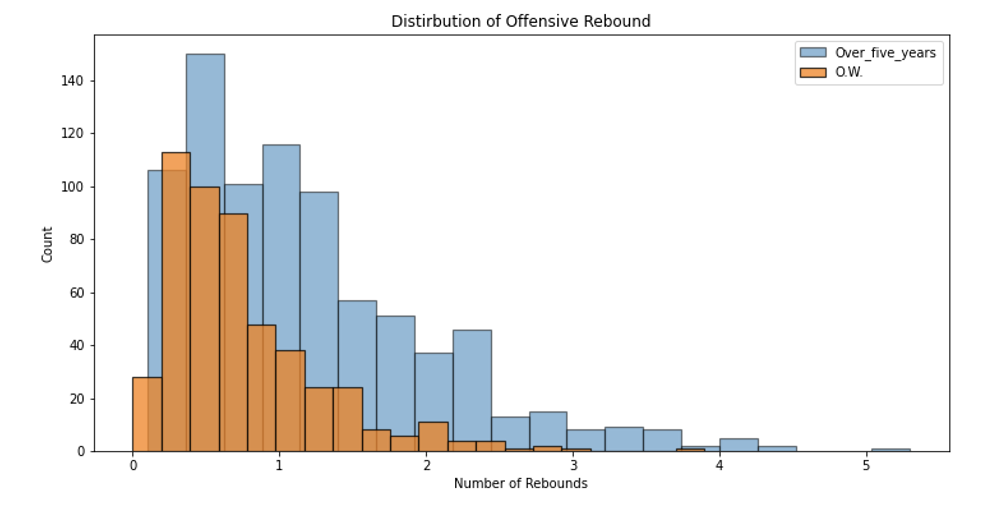 Distirbution of Offensive Rebound
Over_five_years
O.W.
Count
140
120
100
80
60
40
20
0
0 1 2 3 4 5
Number of Rebounds